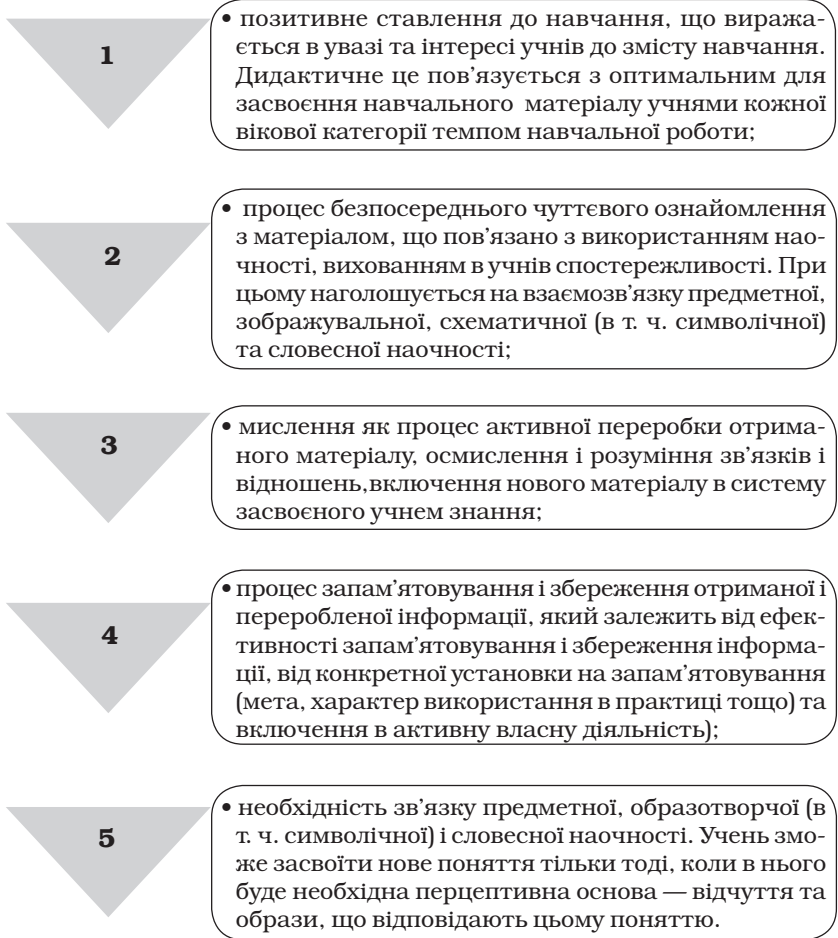 1
• позитивне ставлення до навчання, що виража-
ється в увазі та інтересі учнів до змісту навчання.
Дидактичне це пов'язується з оптимальним для
засвоєння навчального матеріалу учнями кожної
вікової категорії темпом навчальної роботи;
2
• процес безпосереднього чуттєвого ознайомлення
з матеріалом, що пов'язано з використанням нао-
чності, вихованням в учнів спостережливості. При
цьому наголошується на взаємозв'язку предметної,
зображувальної, схематичної (в т. ч. символічної)
та словесної наочності;
3
• мислення як процес активної переробки отрима-
ного матеріалу, осмислення і розуміння зв'язків і
відношень,включення нового матеріалу в систему
засвоєного учнем знання;
4
• процес запам'ятовування і збереження отриманої і
переробленої інформації, який залежить від ефек-
тивності запам'ятовування і збереження інформа-
ції, від конкретної установки на запам'ятовування
(мета, характер використання в практиці тощо) та
включення в активну власну діяльність);
5
• необхідність зв'язку предметної, образотворчої (в
т. ч. символічної) і словесної наочності. Учень змо-
же засвоїти нове поняття тільки тоді, коли в нього
буде необхідна перцептивна основа — відчуття та
образи, що відповідають цьому поняттю.